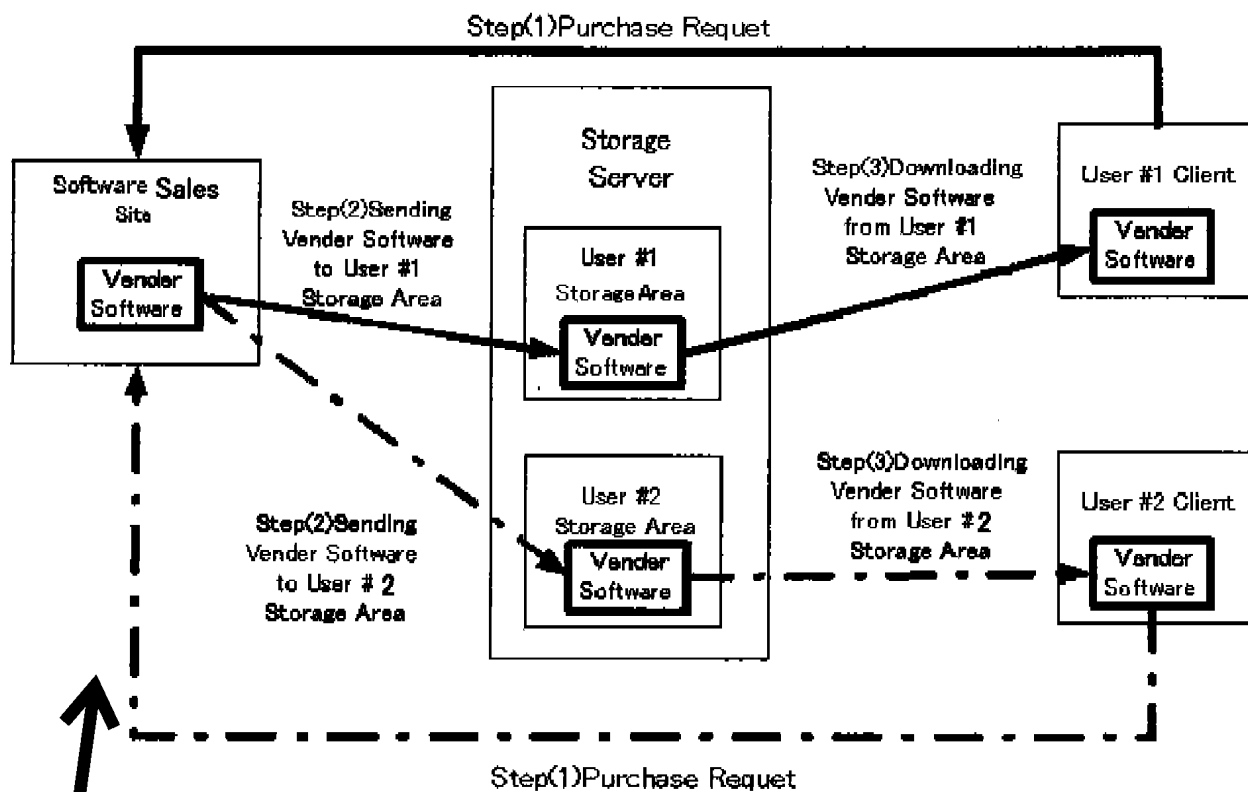 Step(1)Purchase Requet
Software Sales
Site
Vender
Software
Step(2)Sending
Vender Software
to User #1
Storage Area
Storage
Server
User #1
Storage Area
Vender
Software
Step(3)Downloading
Vender Software
from User #1
Storage Area
User #1 Client
Vender
Software
Step(2)Sending
Vender Software
to User # 2
Storage Area
User #2
Storage Area
Vender
Software
Step(3)Downloading
Vender Software
from User #2
Storage Area
User #2 Client
Vender
Software
Step(1)Purchase Requet